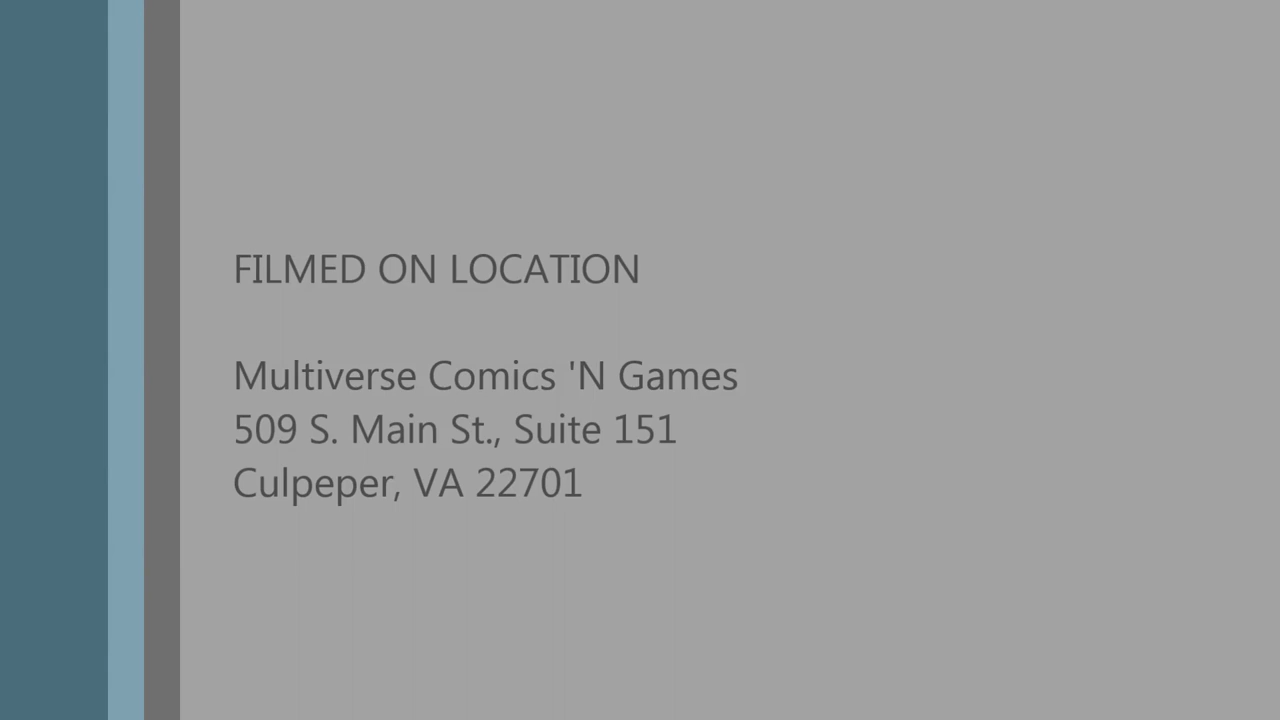 FILMED ON LOCATION
Multiverse Comics 'N Games
509 S. Main St., Suite 151
Culpeper, VA 22701